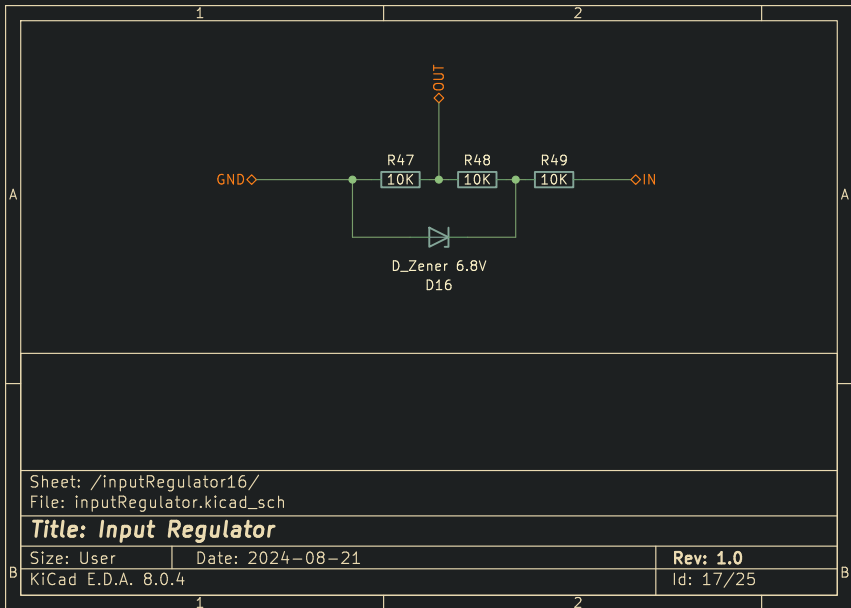 1 2
OUT
R47 R48 R49
GND 10K 10K 10K IN
A A
D_Zener 6.8V
D16
Sheet: /inputRegulator16/
File: inputRegulator.kicad_sch
Title: Input Regulator
Size: User Date: 2024-08-21 Rev: 1.0
B B
KiCad E.D.A. 8.0.4 Id: 17/25
1 2